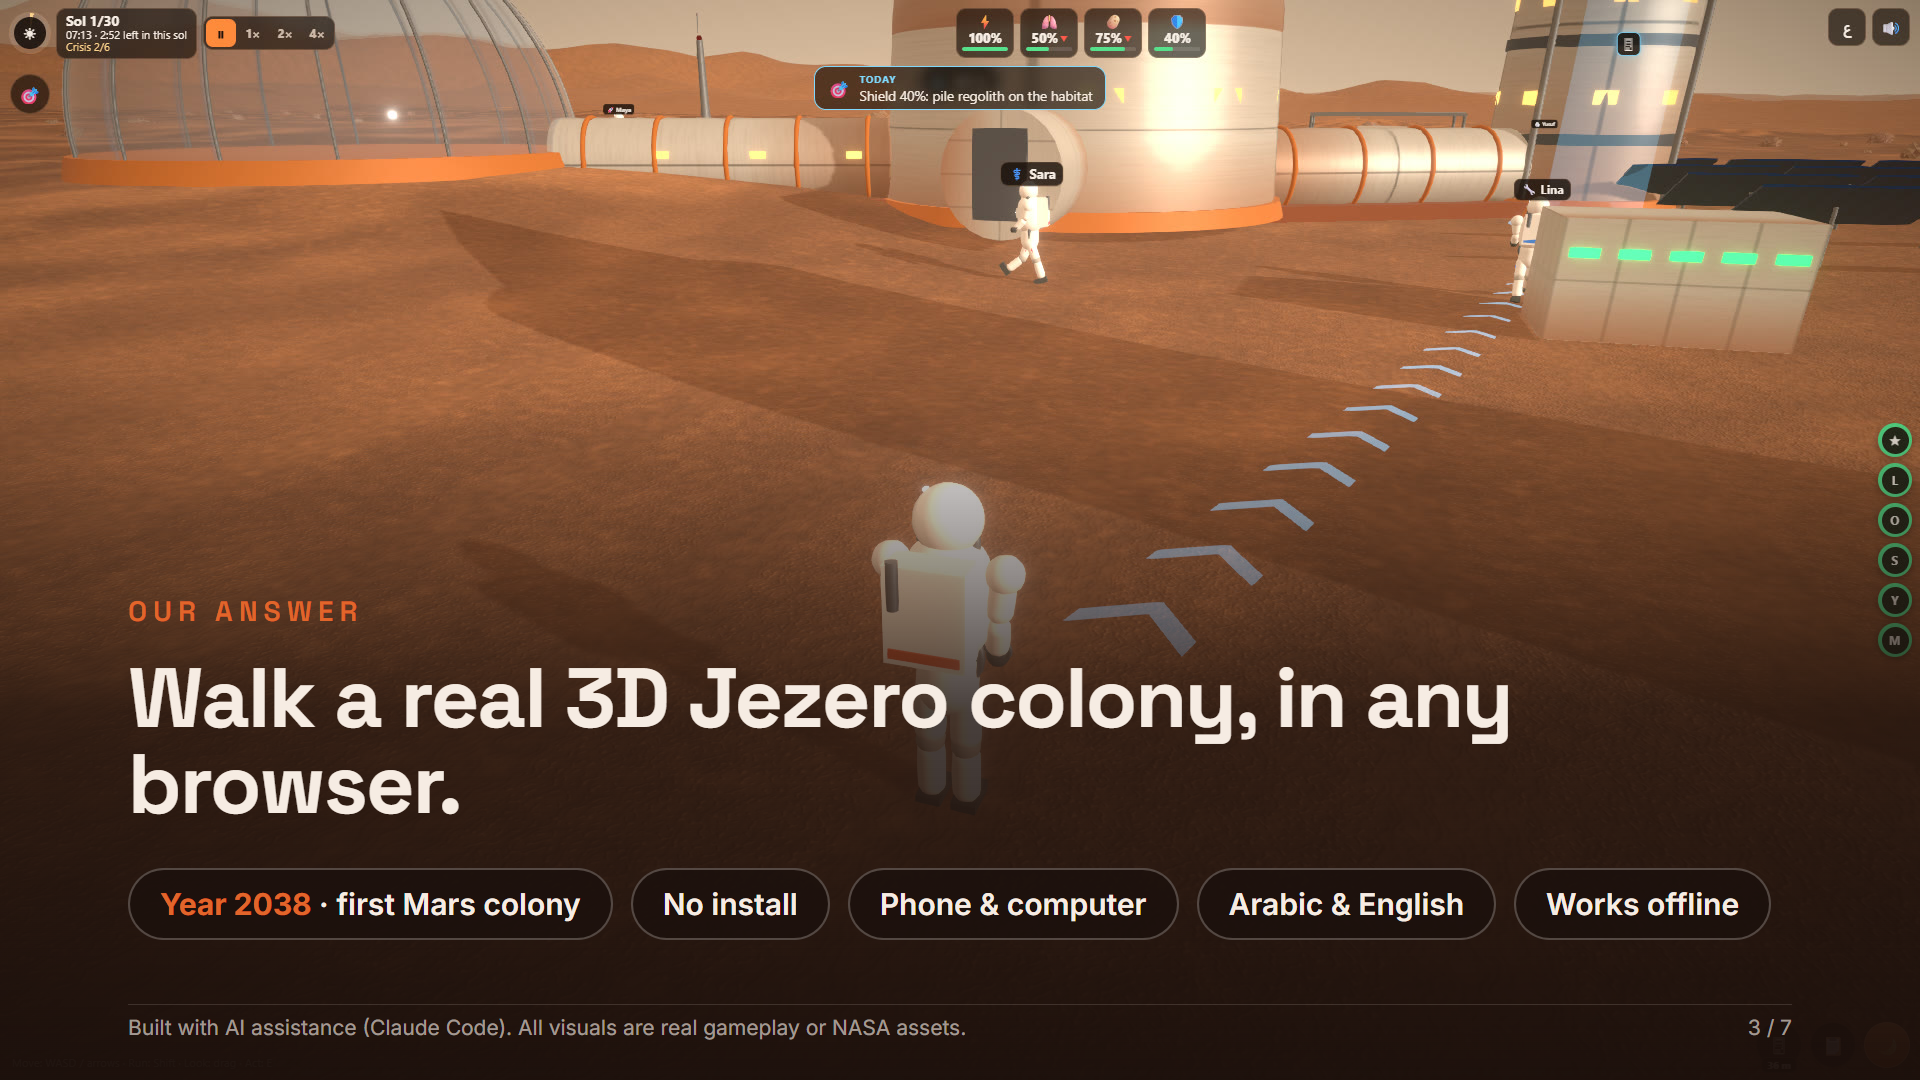 Sol 1/30
07:13 · 2:52 left in this sol
Crisis 2/6
1×
2×
4×
100%
50%
75%
40%
ع
TODAY
Shield 40%: pile regolith on the habitat
Maya
Yusuf
Sara
Lina
L
O
S
Y
M
OUR ANSWER
Walk a real 3D Jezero colony, in any
browser.
Year 2038 · first Mars colony
No install
Phone & computer
Arabic & English
Works offline
Built with AI assistance (Claude Code). All visuals are real gameplay or NASA assets.
3 / 7